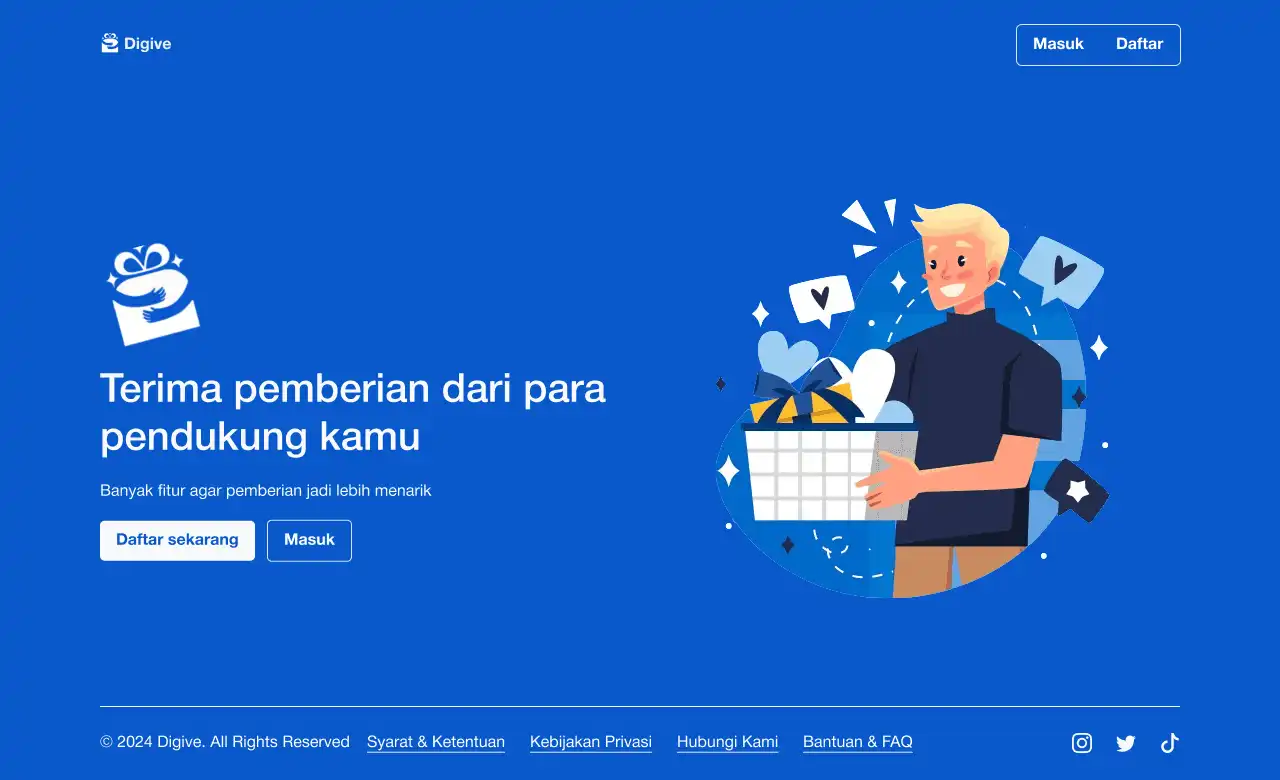 Digive
Masuk Daftar
Terima pemberian dari para
pendukung kamu
Banyak fitur agar pemberian jadi lebih menarik
Daftar sekarang Masuk
© 2024 Digive. All Rights Reserved Syarat & Ketentuan Kebijakan Privasi Hubungi Kami Bantuan & FAQ